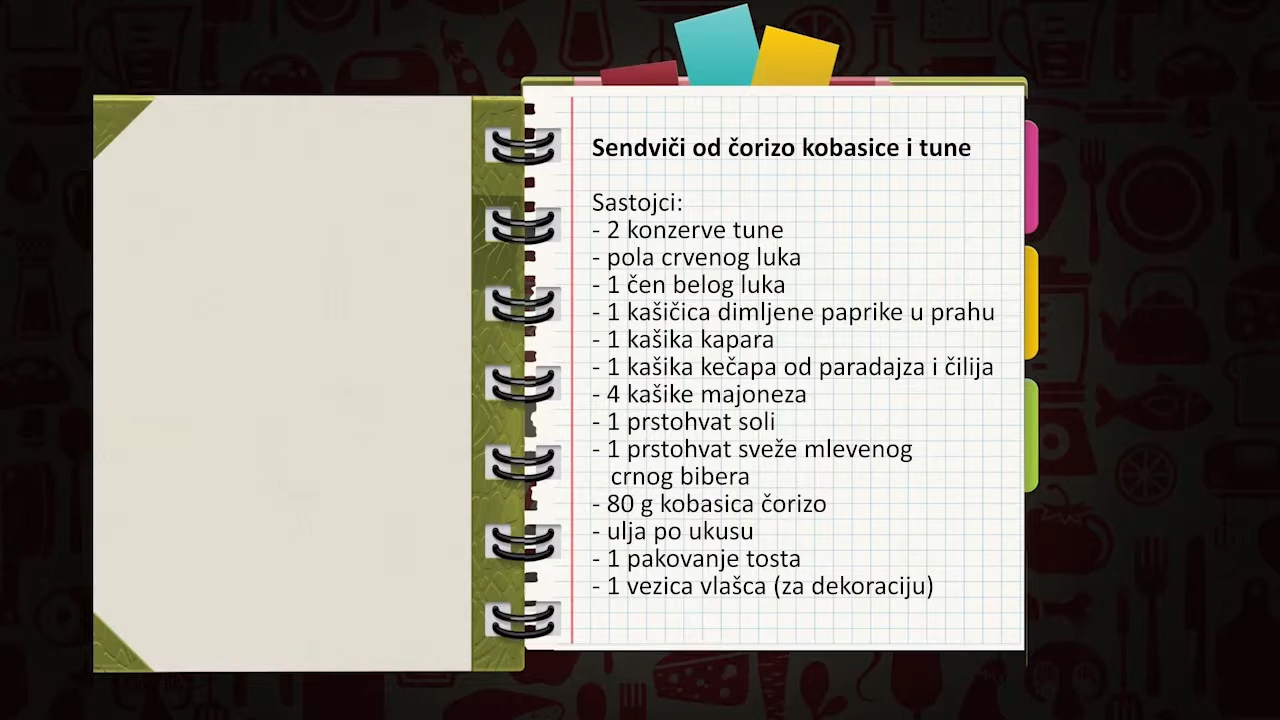 Sendviči od čorizo kobasice i tune
Sastojci:
- 2 konzerve tune
- pola crvenog luka
- 1 čen belog luka
- 1 kašičica dimljene paprike u prahu
- 1 kašika kapara
- 1 kašika kečapa od paradajza i čilija
- 4 kašike majoneza
- 1 prstohvat soli
- 1 prstohvat sveže mlevenog
crnog bibera
- 80 g kobasica čorizo
- ulja po ukusu
- 1 pakovanje tosta
- 1 vezica vlašca (za dekoraciju)